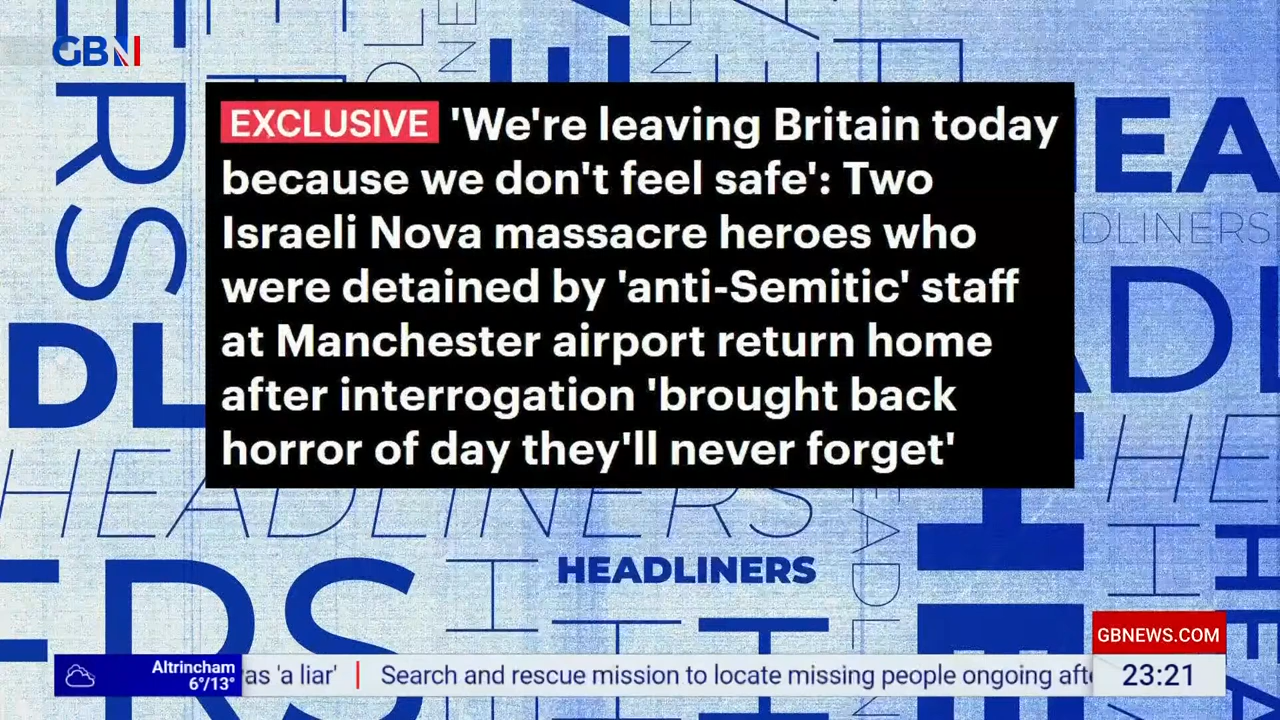 GBN
EXCLUSIVE 'We're leaving Britain today
because we don't feel safe': Two
Israeli Nova massacre heroes who
were detained by 'anti-Semitic' staff
at Manchester airport return home
after interrogation 'brought back
horror of day they'll never forget'
HEADLINERS
HEADLINERS
GBNEWS.COM
Altrincham
6°/13°
was 'a liar' | Search and rescue mission to locate missing people ongoing
23:21